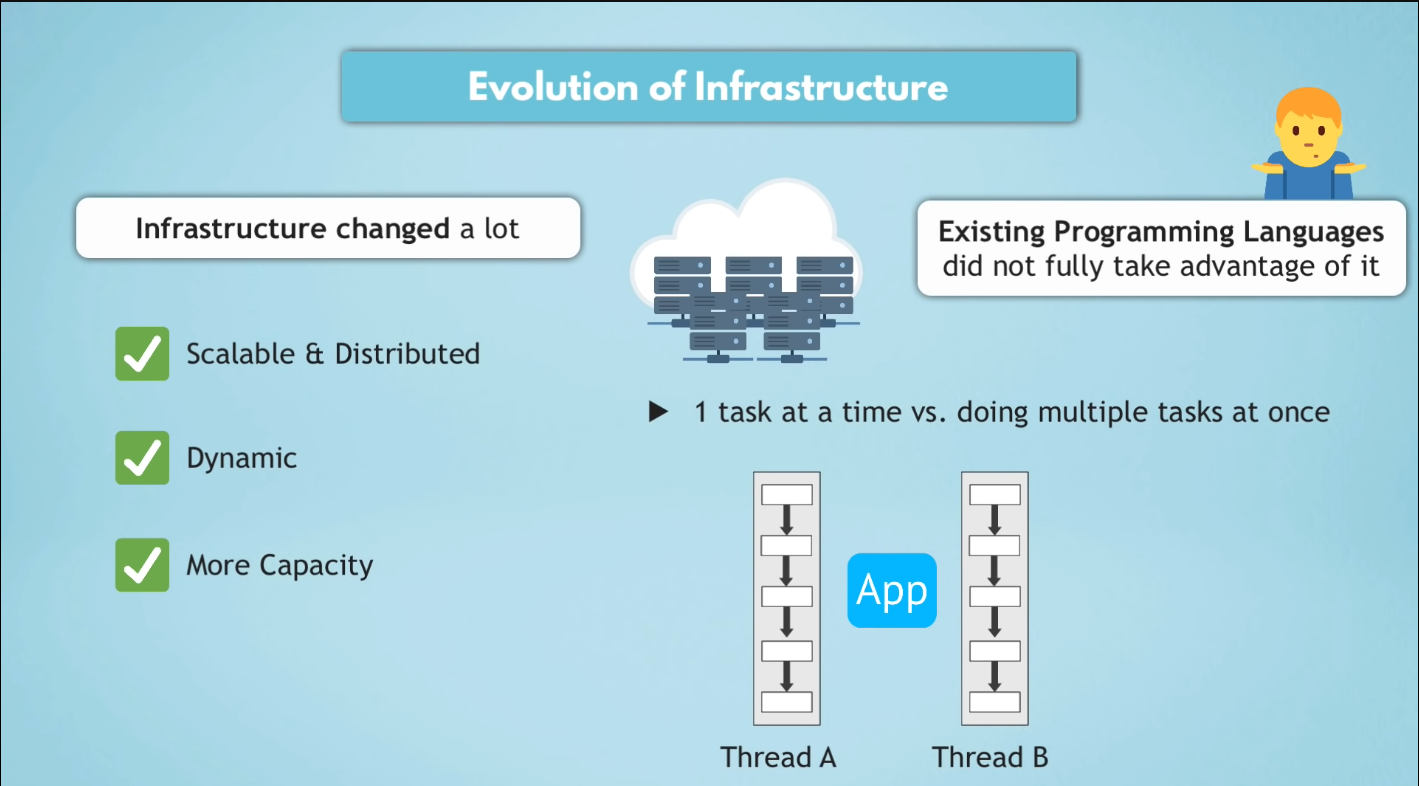 Evolution of Infrastructure
Infrastructure changed a lot
Scalable & Distributed
Dynamic
More Capacity
Existing Programming Languages
did not fully take advantage of it
▶ 1 task at a time vs. doing multiple tasks at once
App
Thread A
Thread B